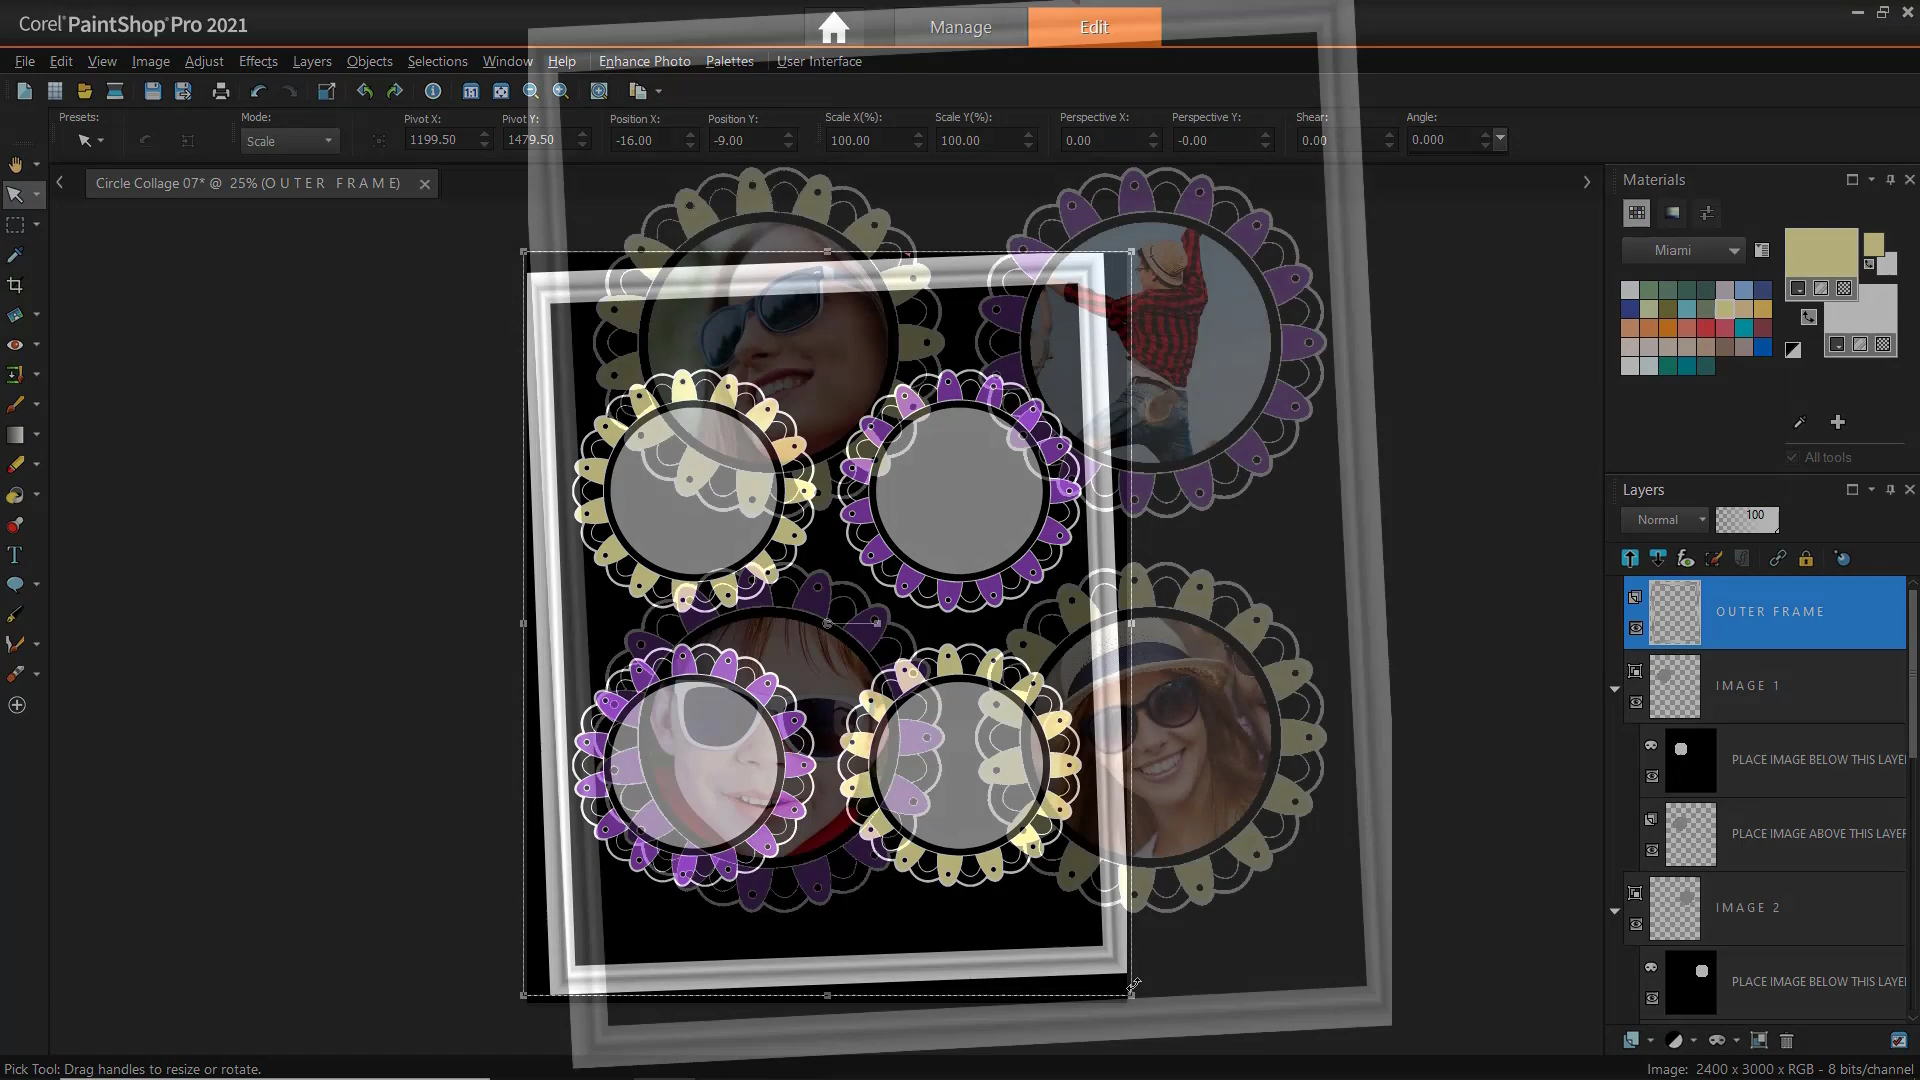 Corel PaintShop Pro 2021
Manage
Edit
File Edit View Image Adjust Effects Layers Objects Selections Window Help Enhance Photo Palettes User Interface
Presets:
Mode:
Pivot X:
Pivot Y:
Position X:
Position Y:
Scale X(%):
Scale Y(%):
Perspective X:
Perspective Y:
Shear:
Angle:
Scale
1199.50
1479.50
-16.00
-9.00
100.00
100.00
0.00
-0.00
0.00
0.000
Circle Collage 07* @ 25% (OUTER FRAME)
Materials
Miami
All tools
Layers
Normal
100
OUTER FRAME
IMAGE 1
PLACE IMAGE BELOW THIS LAYE
PLACE IMAGE ABOVE THIS LAYER
IMAGE 2
PLACE IMAGE BELOW THIS LAYE
Pick Tool: Drag handles to resize or rotate.
Image: 2400 x 3000 x RGB - 8 bits/channel